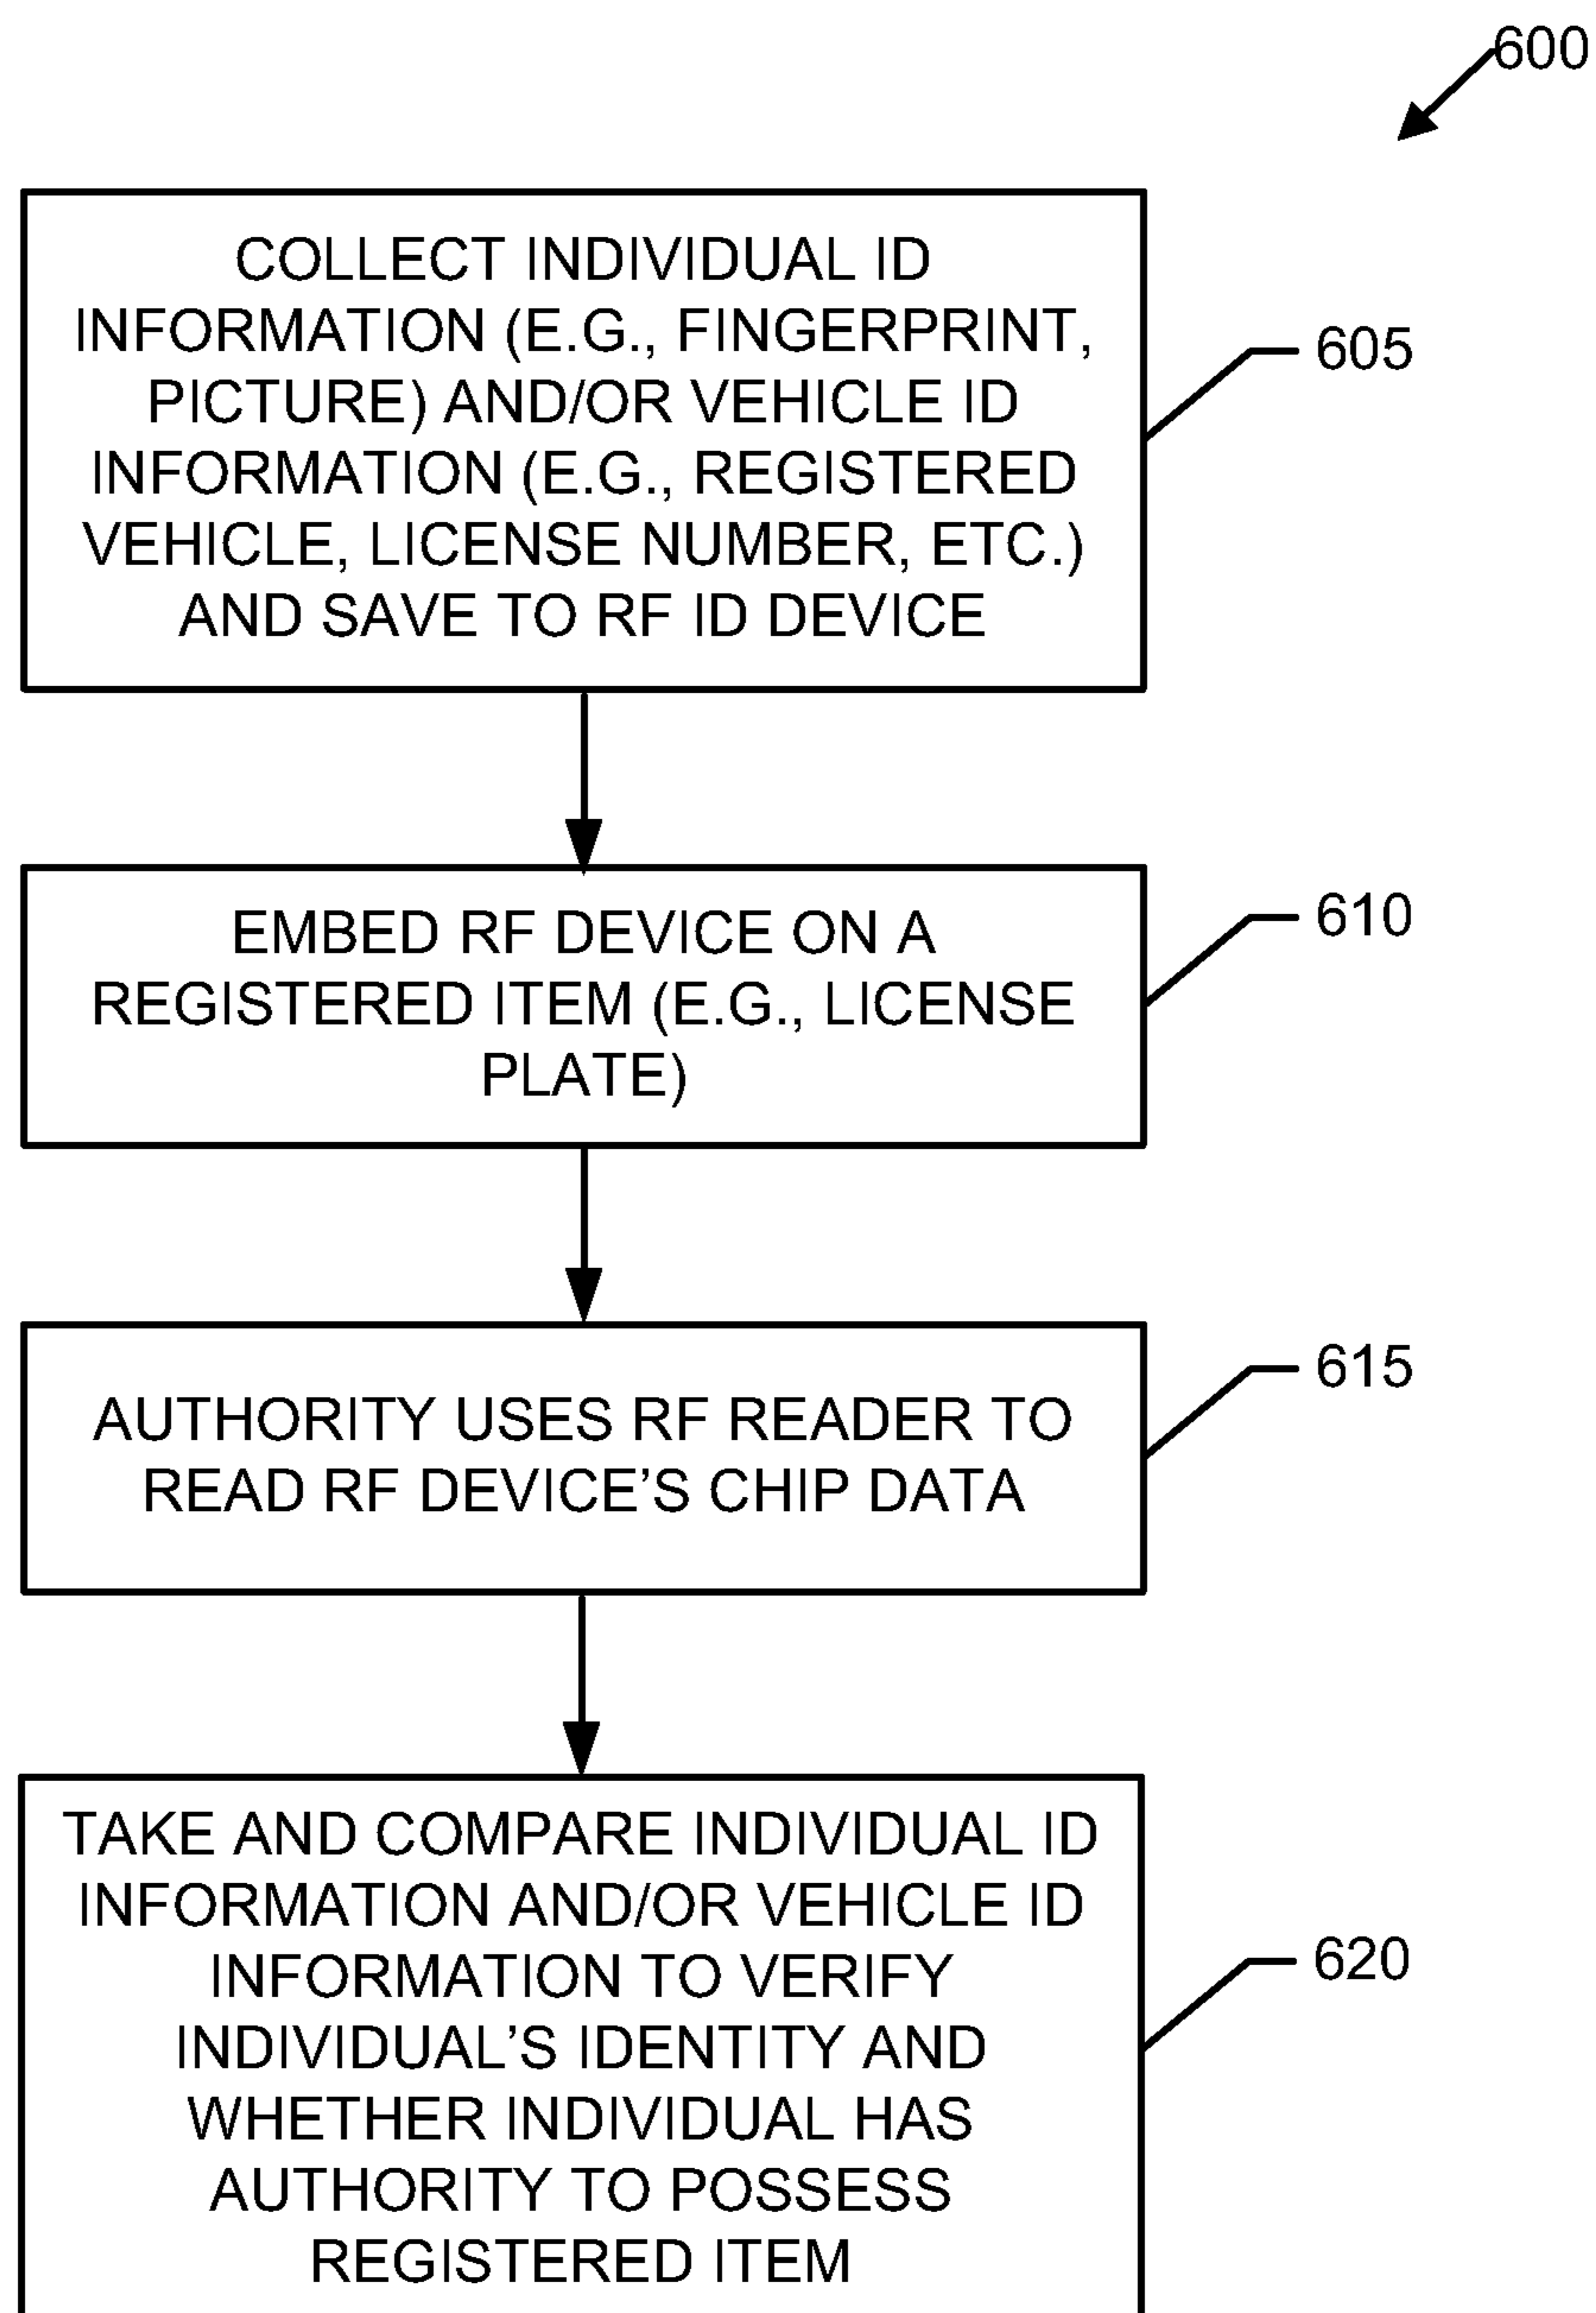 600
COLLECT INDIVIDUAL ID
INFORMATION (E.G., FINGERPRINT,
PICTURE) AND/OR VEHICLE ID
INFORMATION (E.G., REGISTERED
VEHICLE, LICENSE NUMBER, ETC.)
AND SAVE TO RF ID DEVICE
605
EMBED RF DEVICE ON A
REGISTERED ITEM (E.G., LICENSE
PLATE)
610
AUTHORITY USES RF READER TO
READ RF DEVICE’S CHIP DATA
615
TAKE AND COMPARE INDIVIDUAL ID
INFORMATION AND/OR VEHICLE ID
INFORMATION TO VERIFY
INDIVIDUAL’S IDENTITY AND
WHETHER INDIVIDUAL HAS
AUTHORITY TO POSSESS
REGISTERED ITEM
620